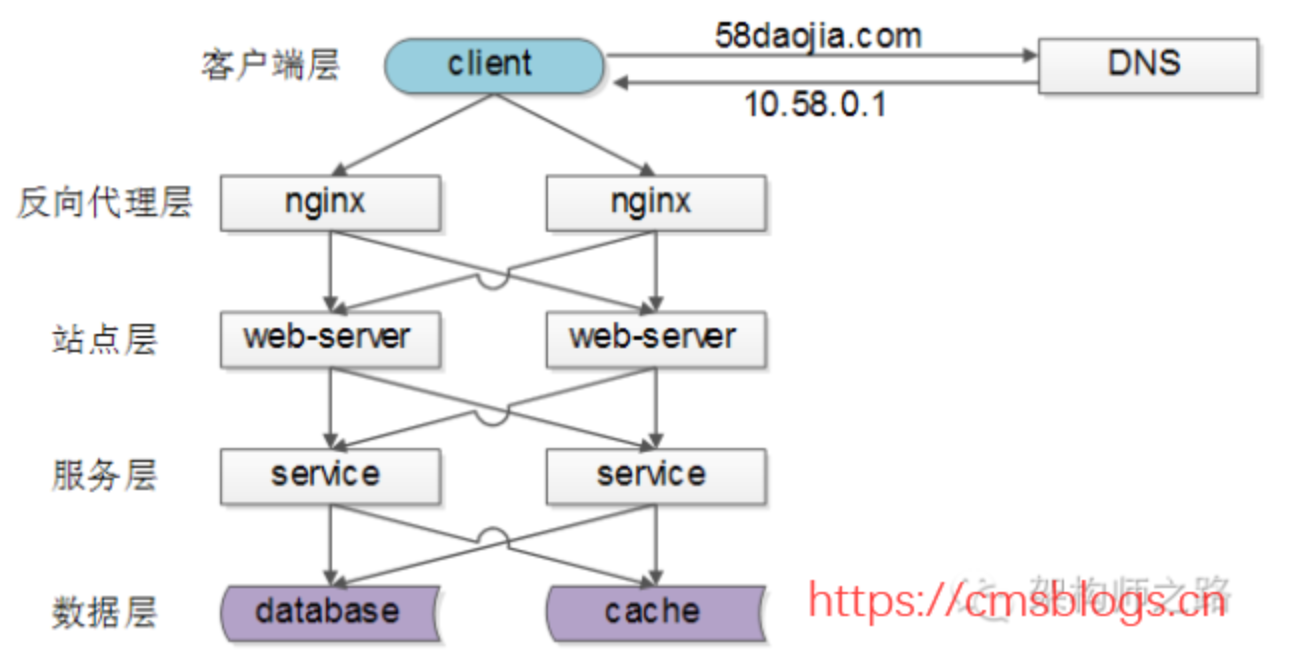 58daojia.com
客户端层 client DNS
10.58.0.1
反向代理层 nginx nginx
站点层 web-server web-server
服务层 service service
数据层 database cache
架构师之路
https://cmsblogs.cn